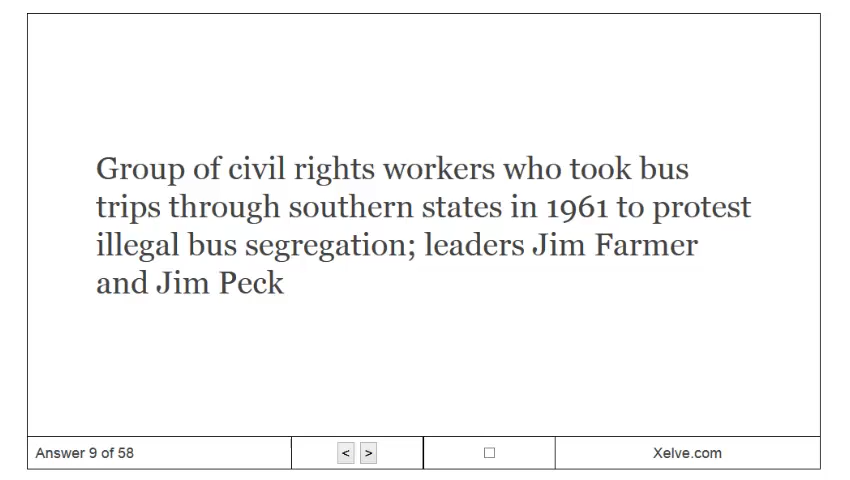 Group of civil rights workers who took bus
trips through southern states in 1961 to protest
illegal bus segregation; leaders Jim Farmer
and Jim Peck
Answer 9 of 58
< >
Xelve.com